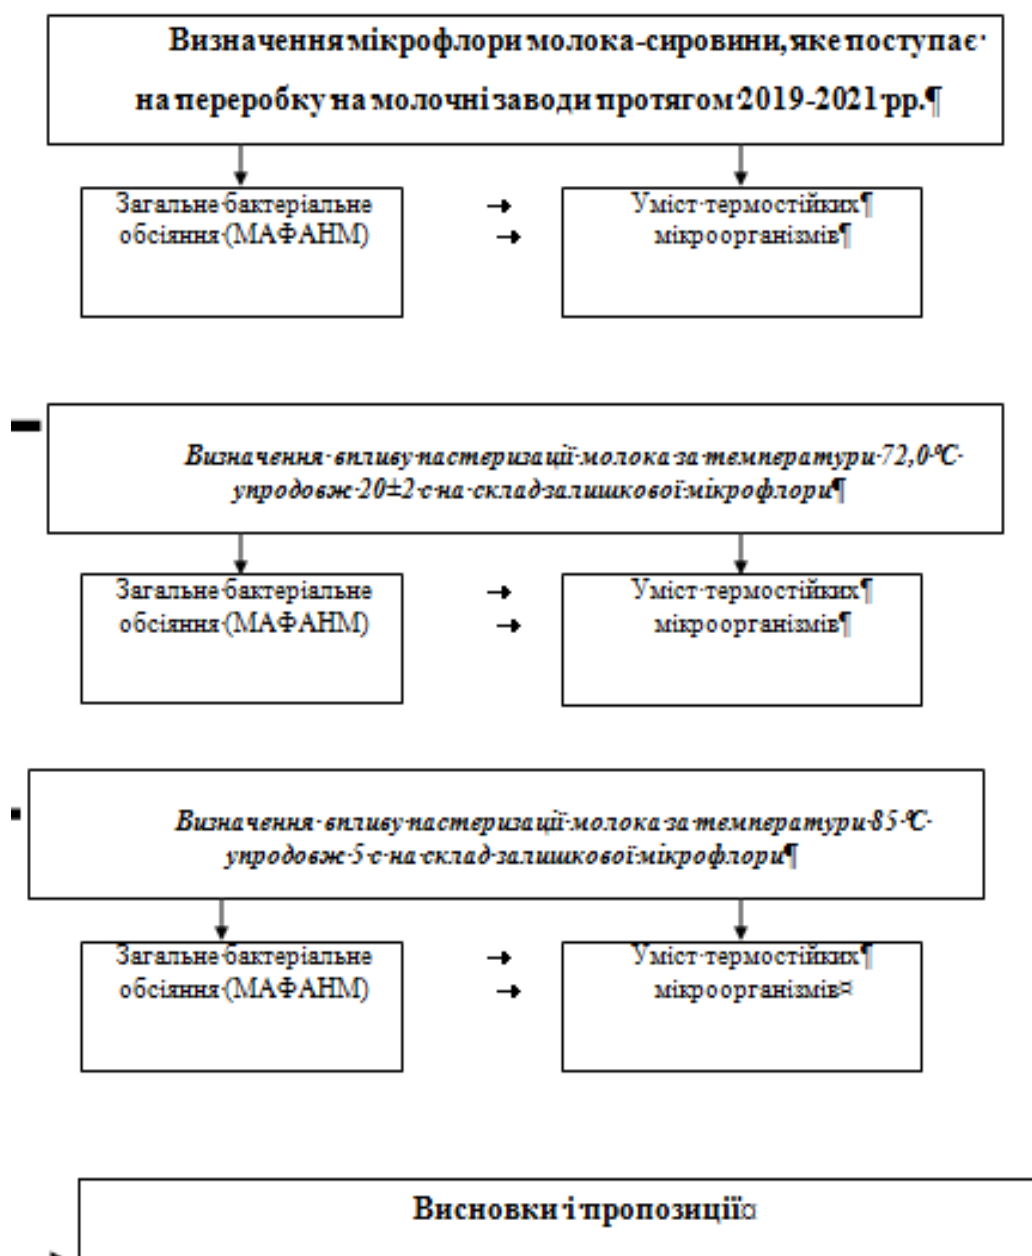 Визначення мікрофлори молока-сировини, яке поступає
на переробку на молочні заводи протягом 2019-2021 рр.¶
Загальне бактеріальне
обсіяння (МАФАНМ)
→
→
Уміст термостійких¶
мікроорганізмів¶
Визначення впливу пастеризації молока за температури 72,0 ºС
упродовж 20±2 с на склад залишкової мікрофлори¶
Загальне бактеріальне
обсіяння (МАФАНМ)
→
→
Уміст термостійких¶
мікроорганізмів¶
Визначення впливу пастеризації молока за температури 85 ºС
упродовж 5 с на склад залишкової мікрофлори¶
Загальне бактеріальне
обсіяння (МАФАНМ)
→
→
Уміст термостійких¶
мікроорганізмів¤
Висновки і пропозиції¤